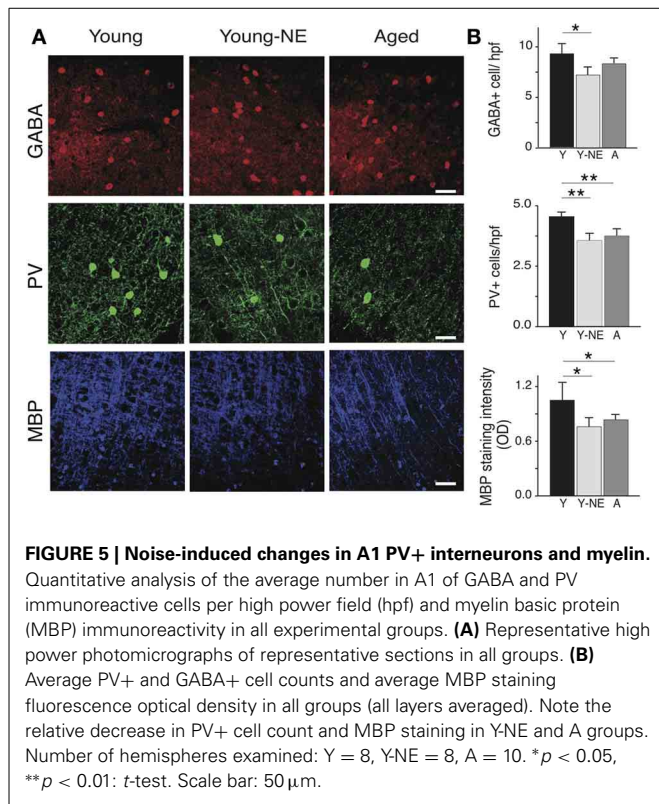 A
Young
Young-NE
Aged
B
GABA
PV
MBP
GABA+ cell/ hpf
10
5
0
*
Y
Y-NE
A
PV+ cells/hpf
5.0
2.5
0.0
**
**
Y
Y-NE
A
MBP staining intensity
(OD)
1.2
0.6
0.0
*
*
Y
Y-NE
A
FIGURE 5 | Noise-induced changes in A1 PV+ interneurons and myelin.
Quantitative analysis of the average number in A1 of GABA and PV
immunoreactive cells per high power field (hpf) and myelin basic protein
(MBP) immunoreactivity in all experimental groups. (A) Representative high
power photomicrographs of representative sections in all groups. (B)
Average PV+ and GABA+ cell counts and average MBP staining
fluorescence optical density in all groups (all layers averaged). Note the
relative decrease in PV+ cell count and MBP staining in Y-NE and A groups.
Number of hemispheres examined: Y = 8, Y-NE = 8, A = 10. *p < 0.05,
**p < 0.01: t-test. Scale bar: 50 μm.